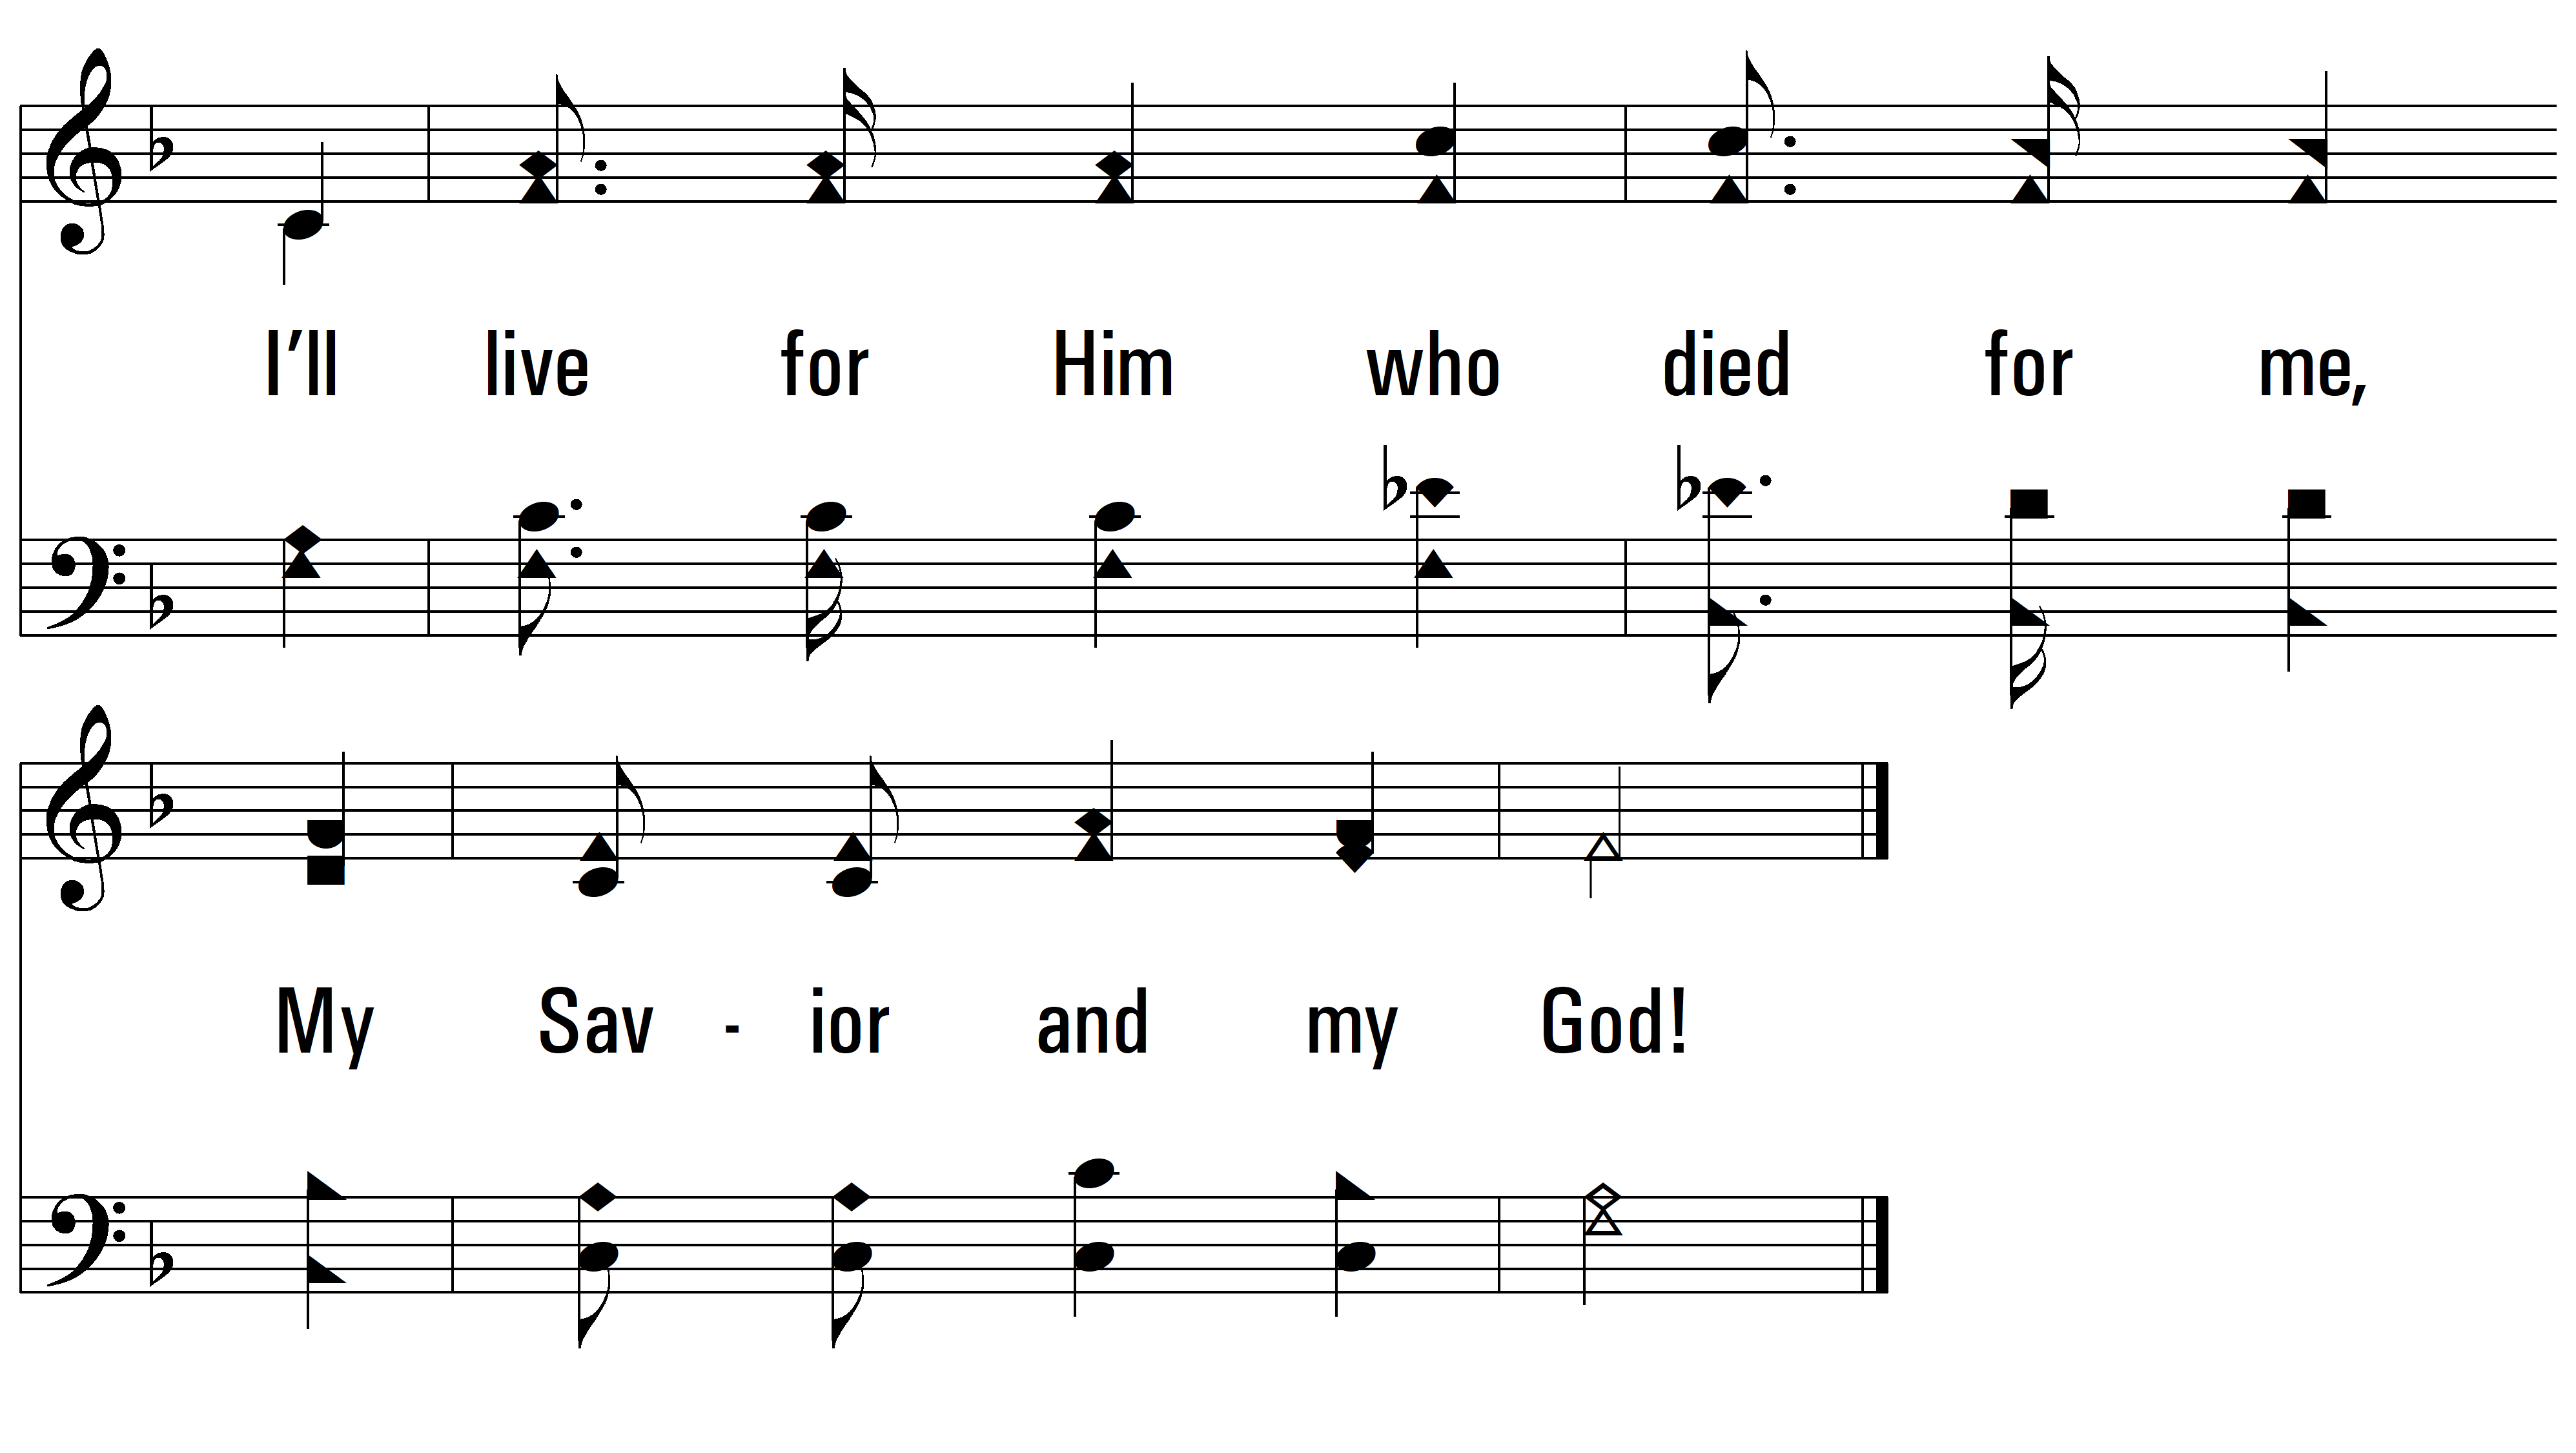 I’ll live for Him who died for me,
My Sav - ior and my God!